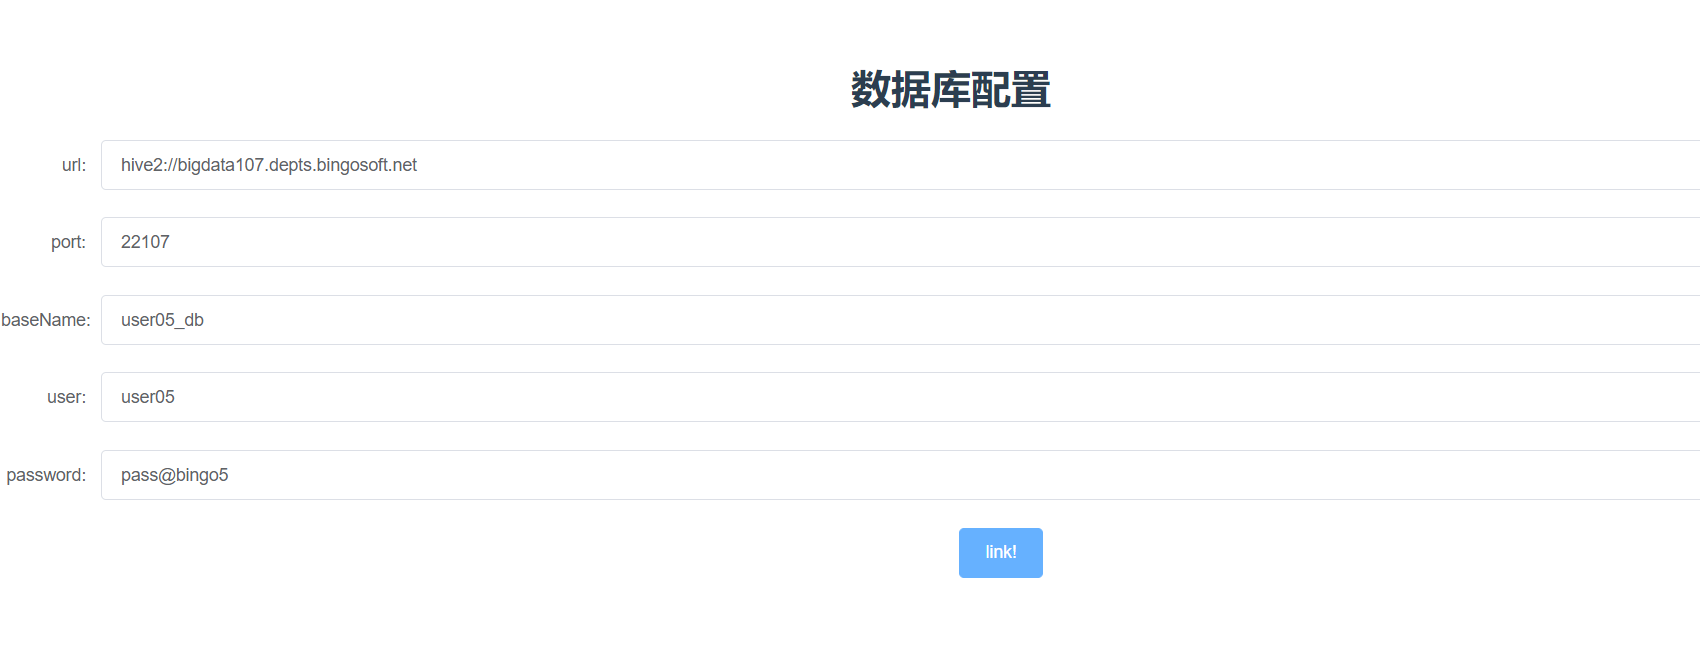 数据库配置
url: hive2://bigdata107.depts.bingosoft.net
port: 22107
baseName: user05_db
user: user05
password: pass@bingo5
link!